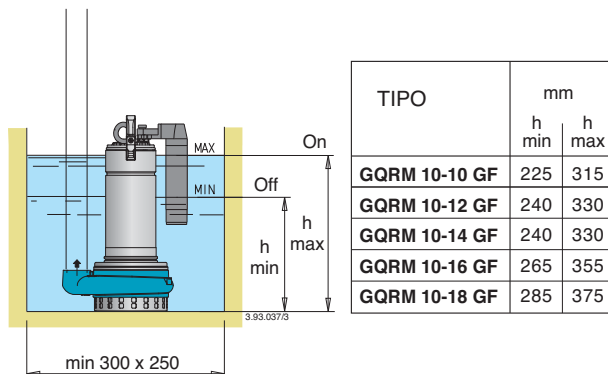 On
MAX
Off
MIN
h
max
h
min
3.93.037/3
min 300 x 250
TIPO mm
h min h max
GQRM 10-10 GF 225 315
GQRM 10-12 GF 240 330
GQRM 10-14 GF 240 330
GQRM 10-16 GF 265 355
GQRM 10-18 GF 285 375